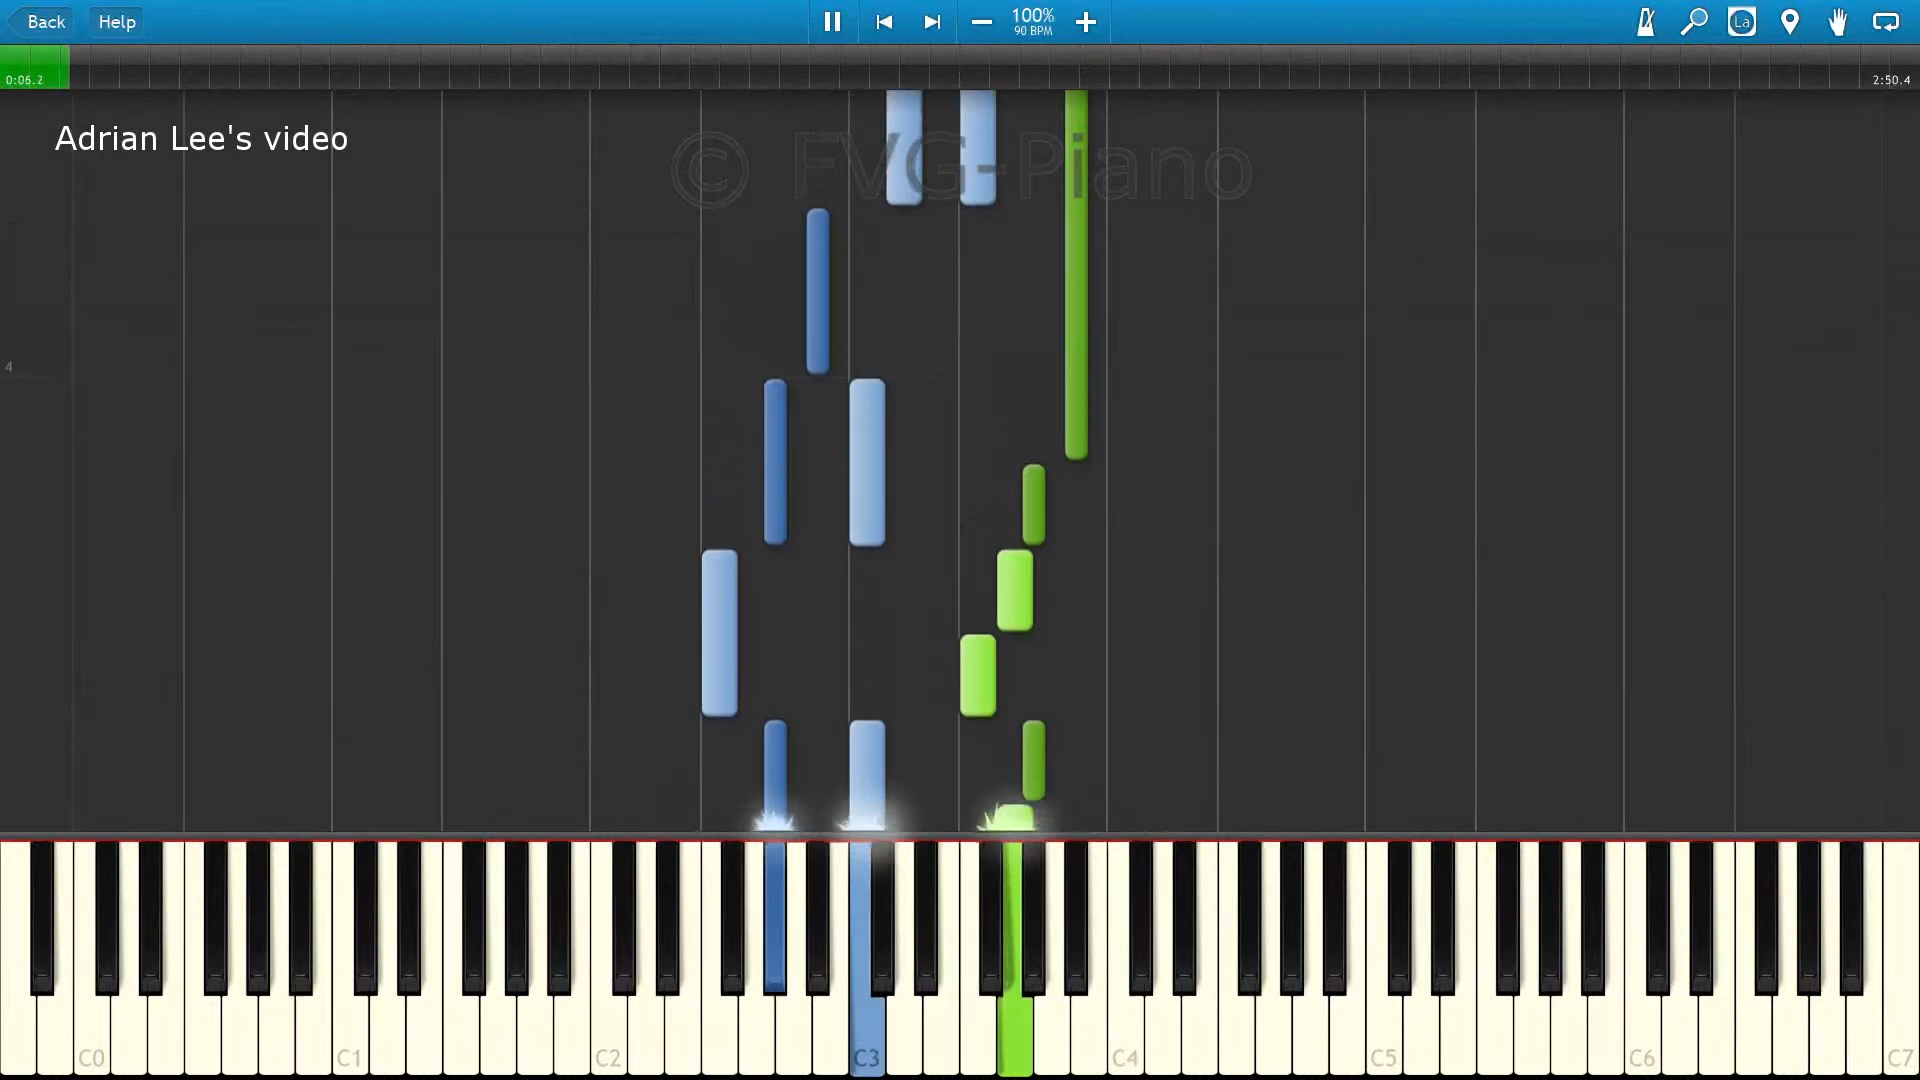 Back Help 100% La
90 BPM
0:06.2 2:50.4
Adrian Lee's video
© FVG-Piano
4
C0 C1 C2 C3 C4 C5 C6 C7